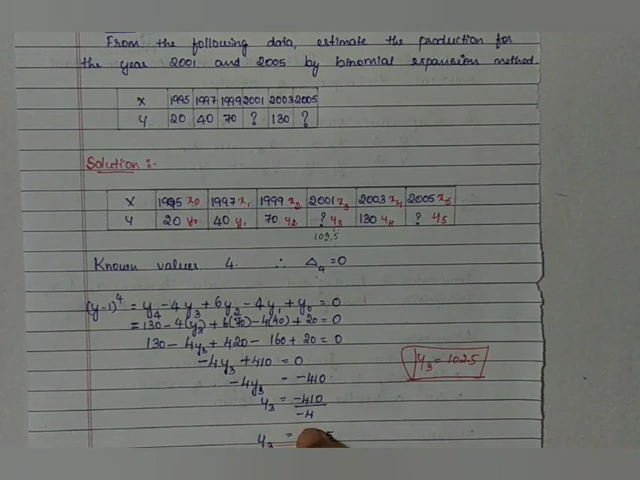 From the following data, estimate the production for
the year 2001 and 2005 by binomial expansion method
X 1995 1997 1999 2001 2003 2005
Y 20 40 70 ? 130 ?
Solution :-
X 1995 x₀ 1997 x₁ 1999 x₂ 2001 x₃ 2003 x₄ 2005 x₅
Y 20 y₀ 40 y₁ 70 y₂ ? y₃ 130 y₄ ? y₅
102.5
Known values 4. ∴ Δ₄ = 0
(y-1)⁴ = y₄ - 4y₃ + 6y₂ - 4y₁ + y₀ = 0
= 130 - 4(y₃) + 6(70) - 4(40) + 20 = 0
130 - 4y₃ + 420 - 160 + 20 = 0
-4y₃ + 410 = 0
y₃ = 102.5
-4y₃ = -410
y₃ = -410
-4
y₃ =